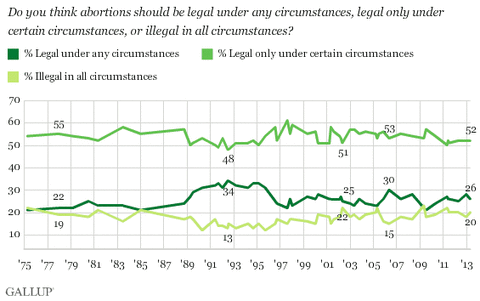 Do you think abortions should be legal under any circumstances, legal only under
certain circumstances, or illegal in all circumstances?
% Legal under any circumstances % Legal only under certain circumstances
% Illegal in all circumstances
70
60
50
40
30
20
10
55 48 51 53 52
22 34 25 30 26
19 13 22 15 20
'75 '77 '79 '81 '83 '85 '87 '89 '91 '93 '95 '97 '99 '01 '03 '05 '07 '09 '11 '13
GALLUP'